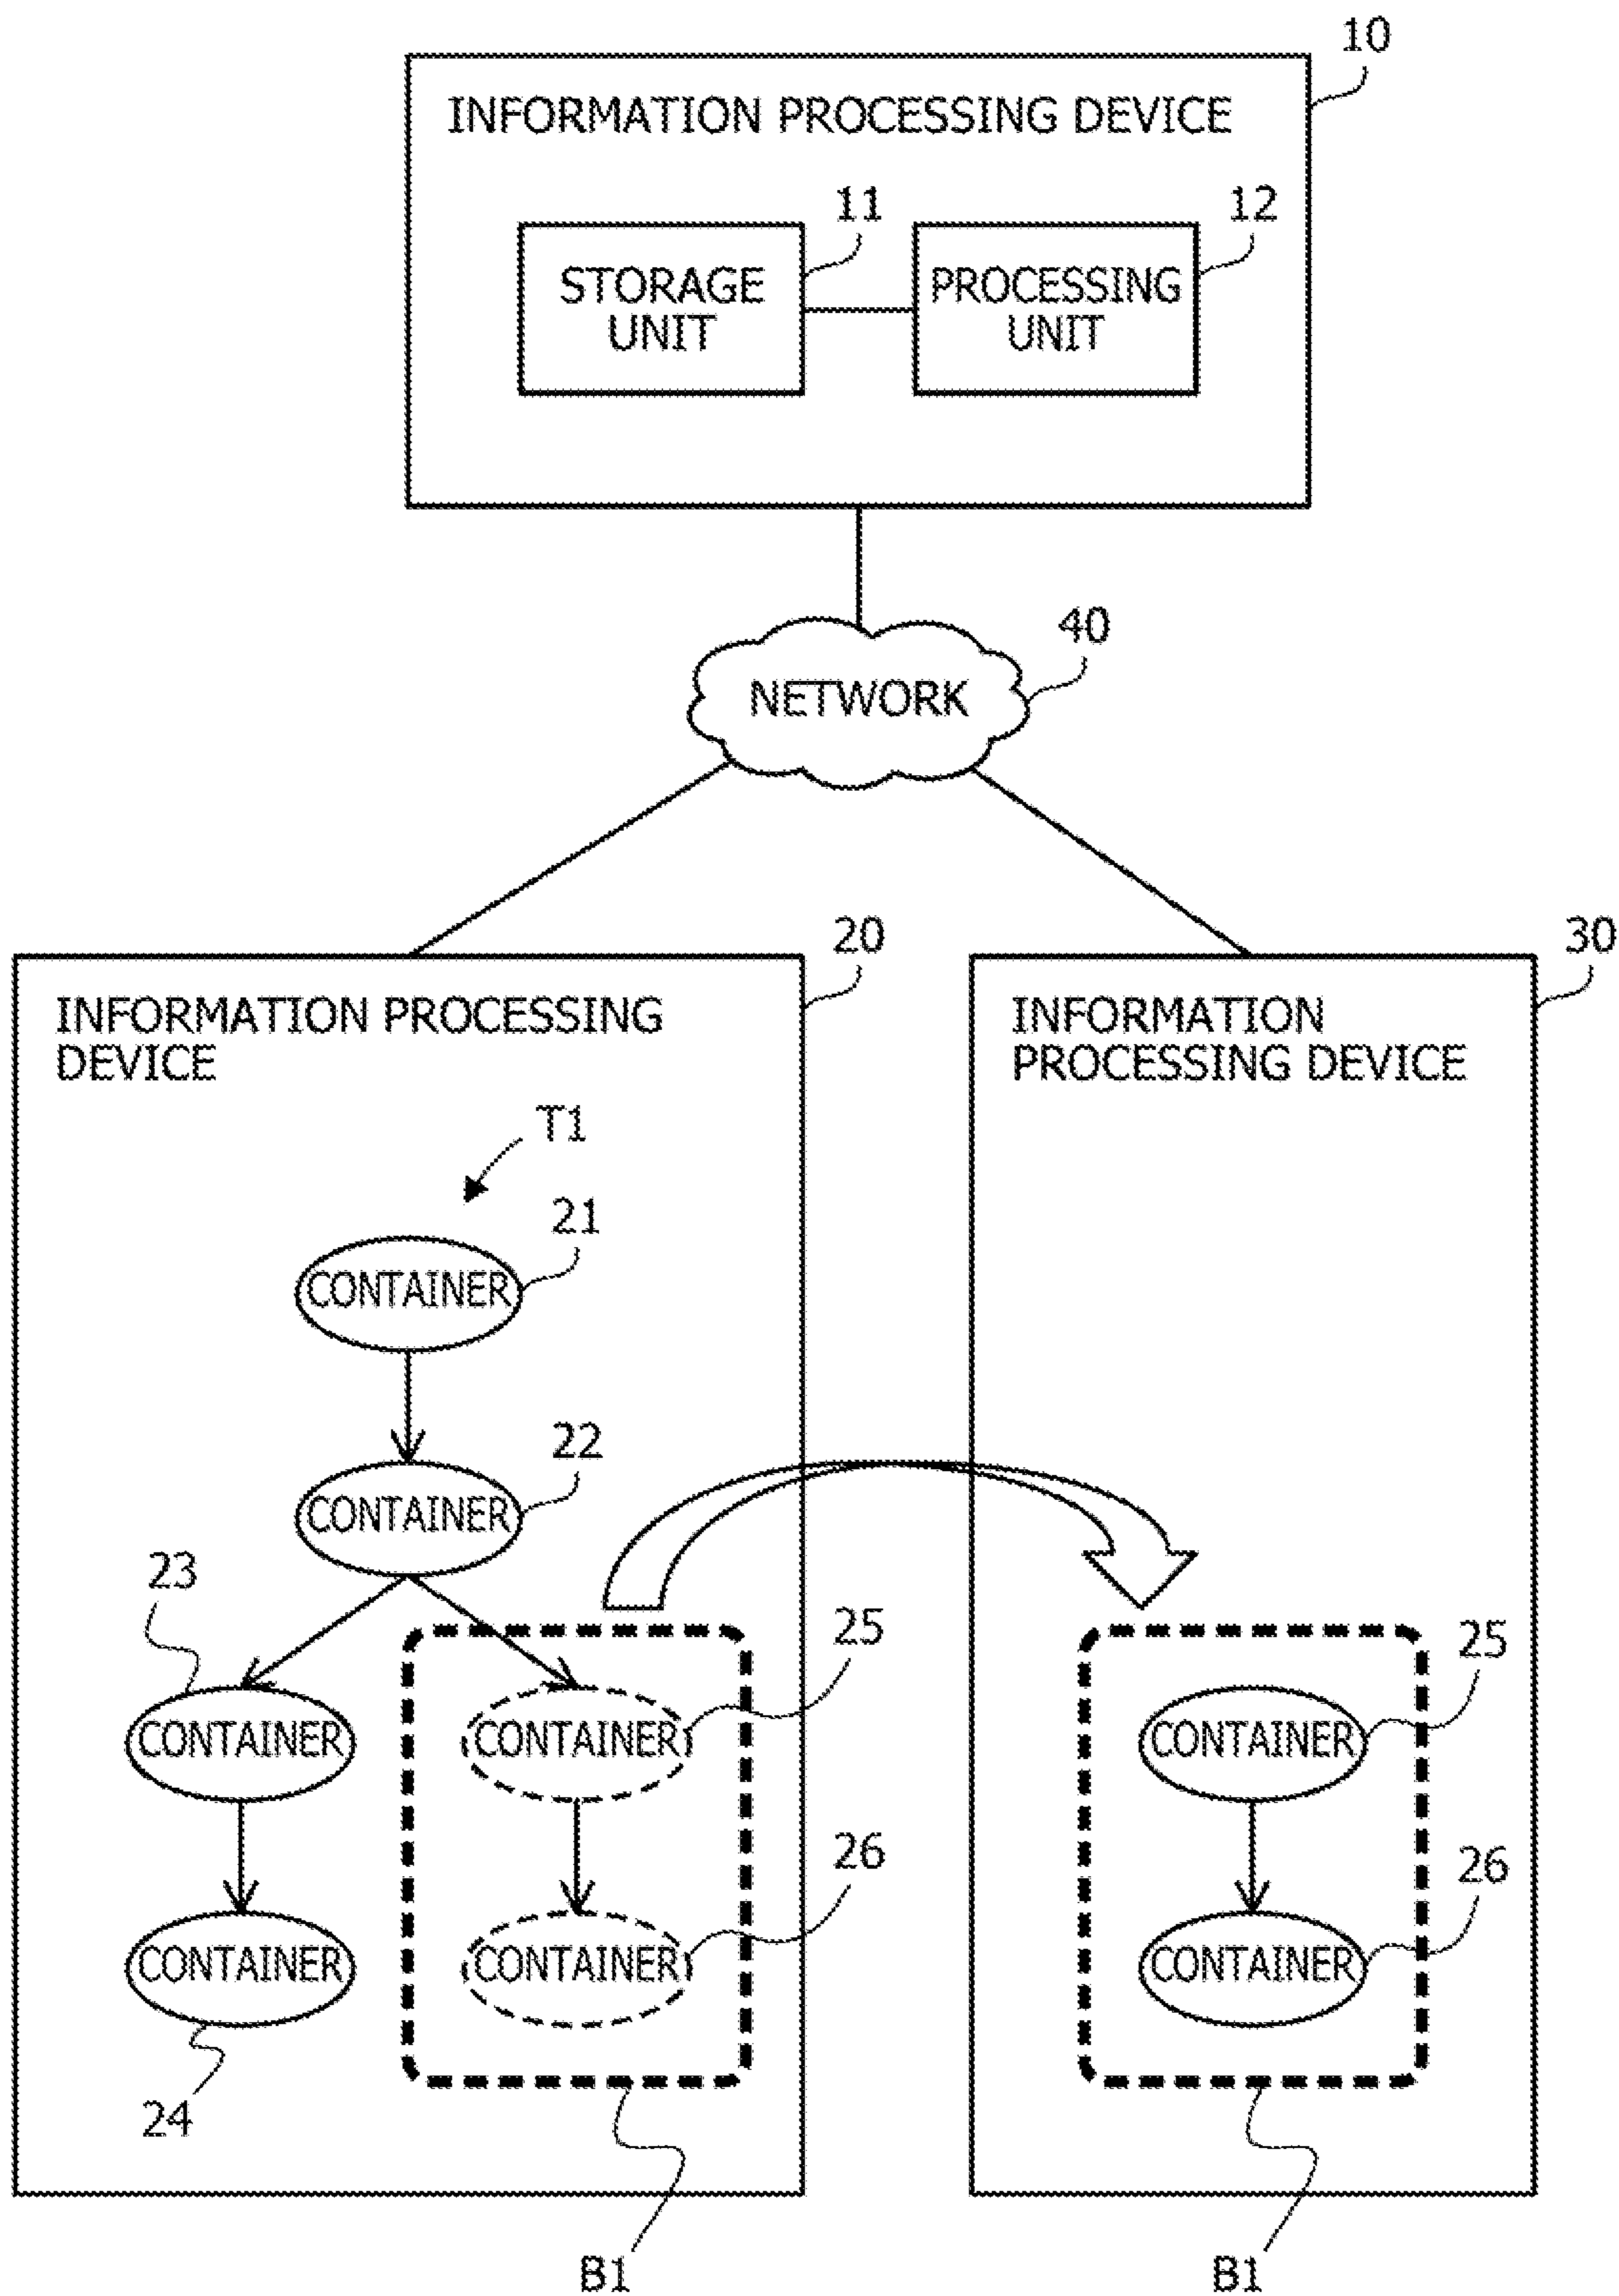 10
INFORMATION PROCESSING DEVICE
11
12
STORAGE
UNIT
PROCESSING
UNIT
40
NETWORK
20
30
INFORMATION PROCESSING
DEVICE
INFORMATION
PROCESSING DEVICE
T1
21
CONTAINER
22
CONTAINER
23
25
25
CONTAINER
CONTAINER
CONTAINER
26
26
CONTAINER
CONTAINER
CONTAINER
24
B1
B1